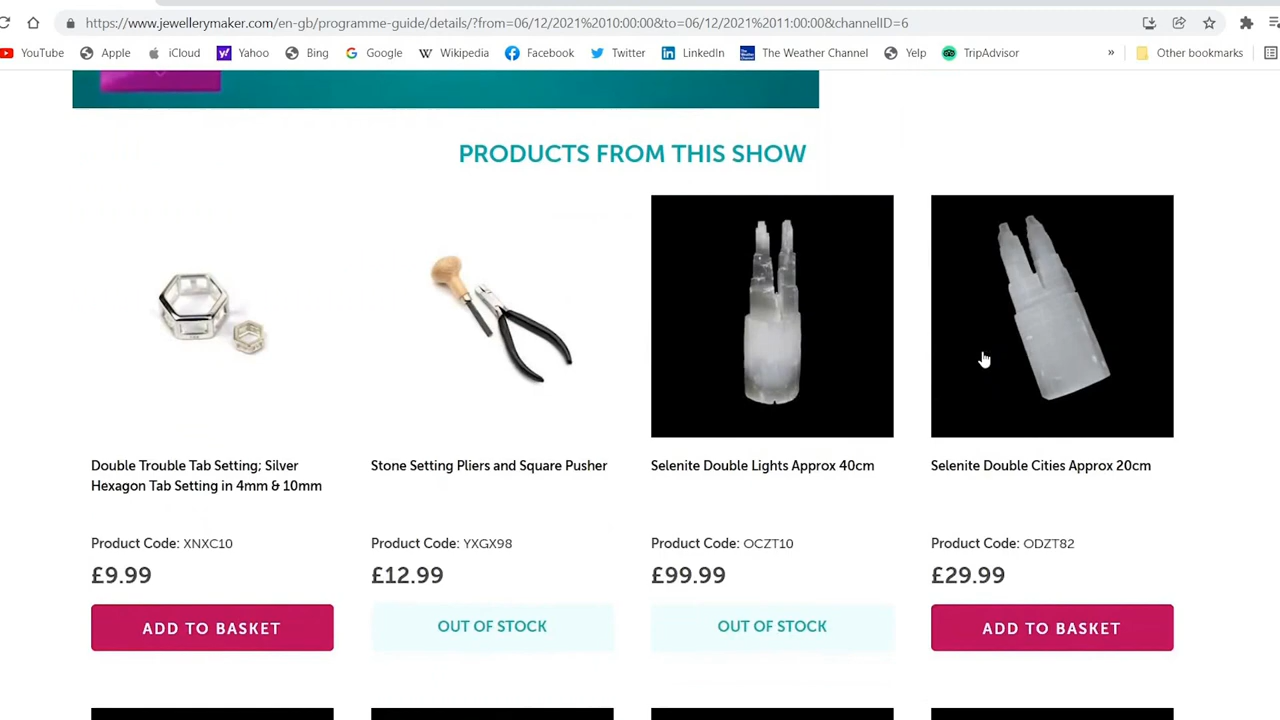 https://www.jewellerymaker.com/en-gb/programme-guide/details/?from=06/12/2021%2010:00:00&to=06/12/2021%2011:00:00&channelID=6
YouTube Apple iCloud Yahoo Bing Google Wikipedia Facebook Twitter LinkedIn The Weather Channel Yelp TripAdvisor » Other bookmarks
PRODUCTS FROM THIS SHOW
Double Trouble Tab Setting; Silver
Hexagon Tab Setting in 4mm & 10mm
Product Code: XNXC10
£9.99
ADD TO BASKET
Stone Setting Pliers and Square Pusher
Product Code: YXGX98
£12.99
OUT OF STOCK
Selenite Double Lights Approx 40cm
Product Code: OCZT10
£99.99
OUT OF STOCK
Selenite Double Cities Approx 20cm
Product Code: ODZT82
£29.99
ADD TO BASKET